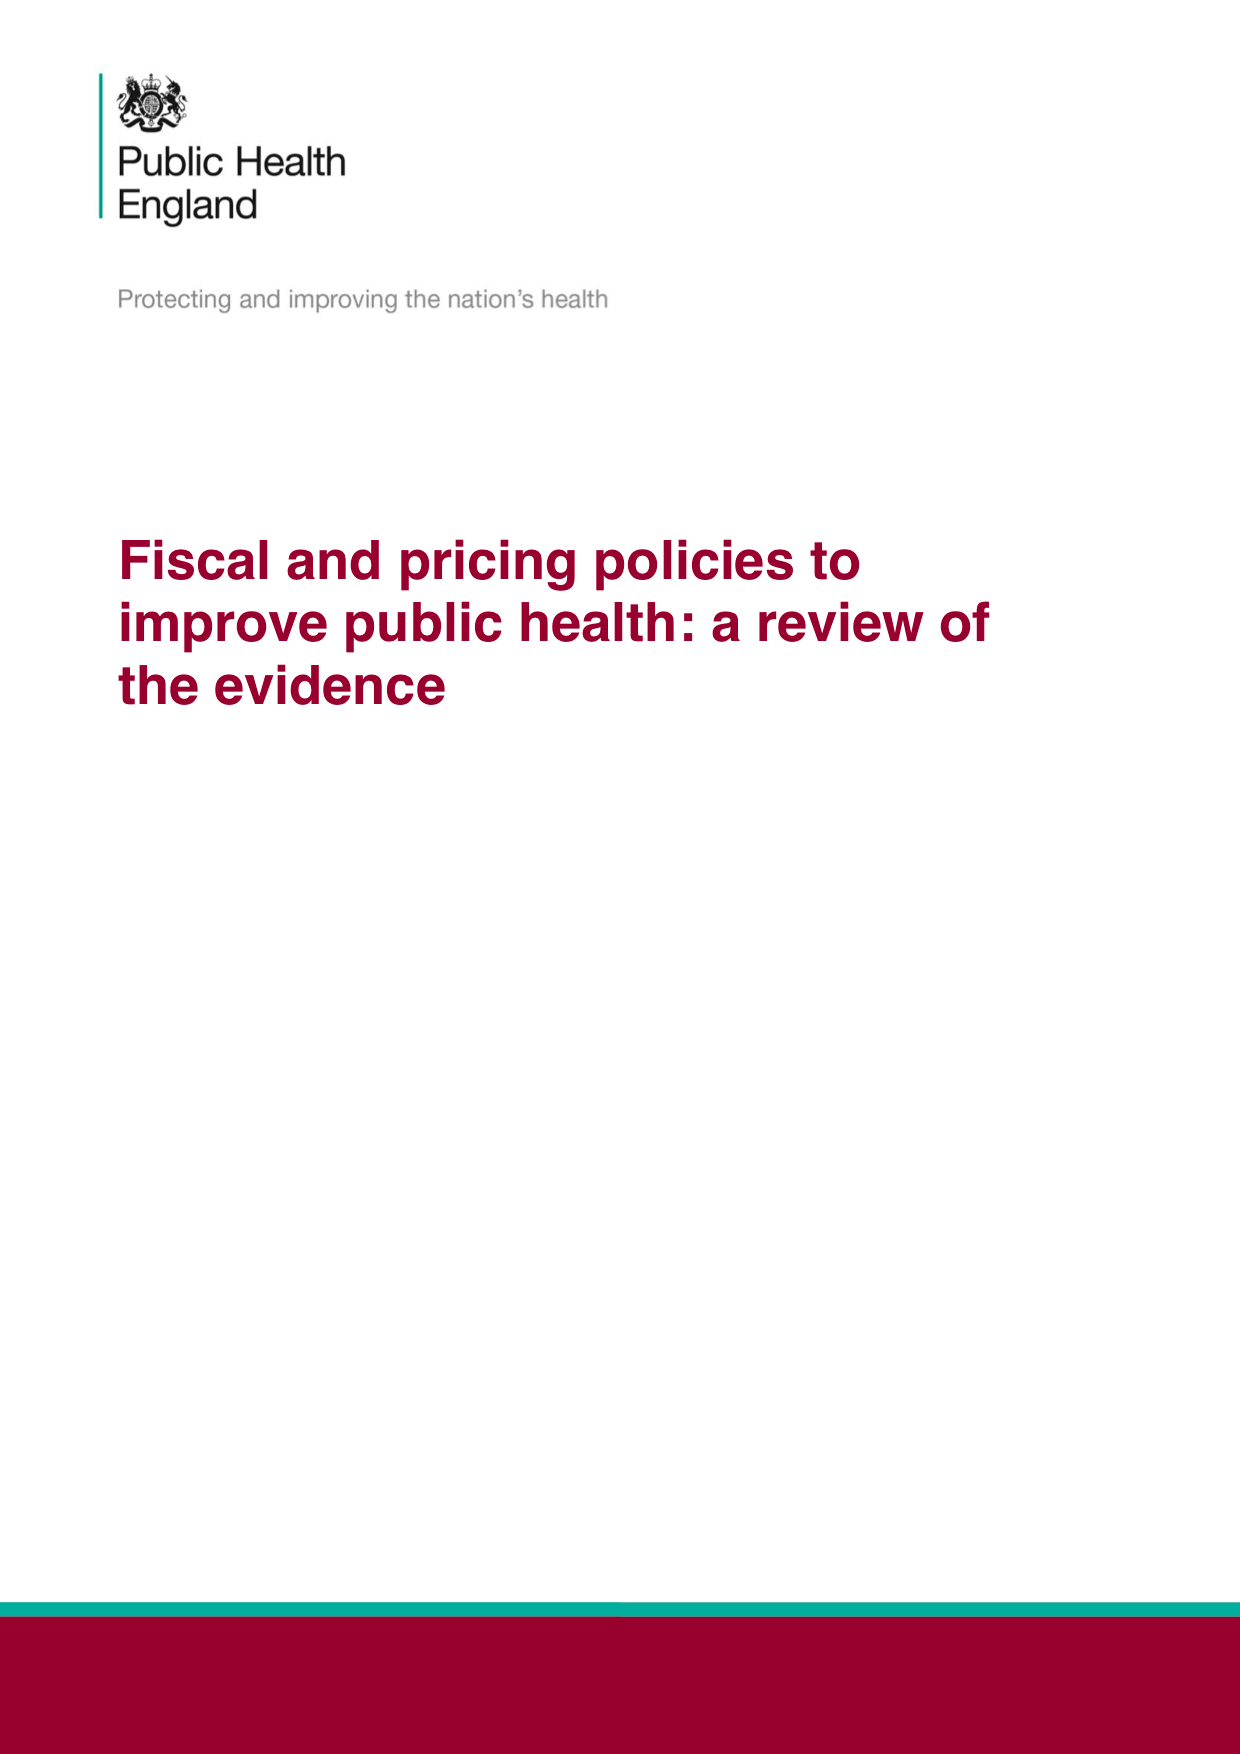 Public Health
England
Protecting and improving the nation's health
Fiscal and pricing policies to
improve public health: a review of
the evidence